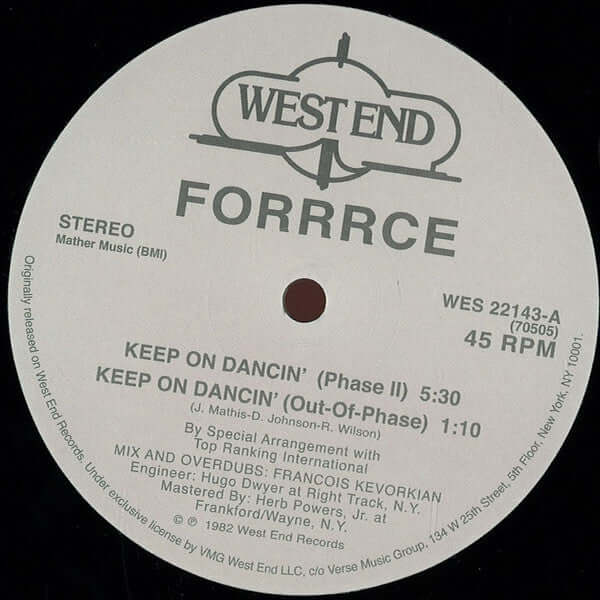 WEST END
FORRRCE
STEREO
Mather Music (BMI)
WES 22143-A
(70505)
45 RPM
KEEP ON DANCIN' (Phase II) 5:30
KEEP ON DANCIN' (Out-Of-Phase) 1:10
(J. Mathis-D. Johnson-R. Wilson)
By Special Arrangement with
Top Ranking International
MIX AND OVERDUBS: FRANCOIS KEVORKIAN
Engineer: Hugo Dwyer at Right Track, N.Y.
Mastered By: Herb Powers, Jr. at
Frankford/Wayne, N.Y.
© ℗ 1982 West End Records
Originally released on West End Records. Under exclusive license by VMG West End LLC, c/o Verse Music Group, 134 W 25th Street, 5th Floor, New York, NY 10001.